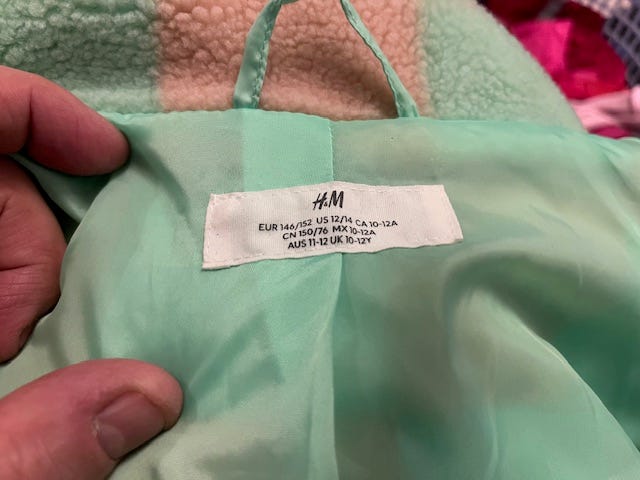 H&M
EUR 146/152 US 12/14 CA 10-12A
CN 150/76 MX 10-12A
AUS 11-12 UK 10-12Y